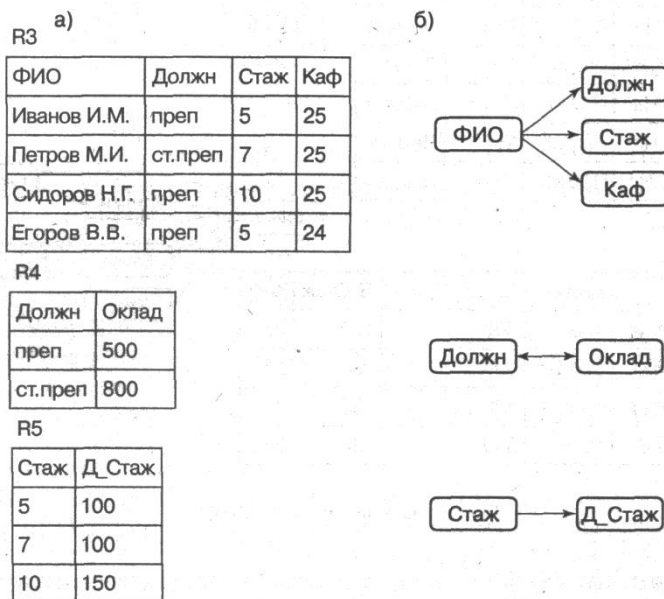 а)
R3
ФИО Должн Стаж Каф
Иванов И.М. преп 5 25
Петров М.И. ст.преп 7 25
Сидоров Н.Г. преп 10 25
Егоров В.В. преп 5 24
R4
Должн Оклад
преп 500
ст.преп 800
R5
Стаж Д_Стаж
5 100
7 100
10 150
б)
Должн
ФИО
Стаж
Каф
Должн Оклад
Стаж Д_Стаж